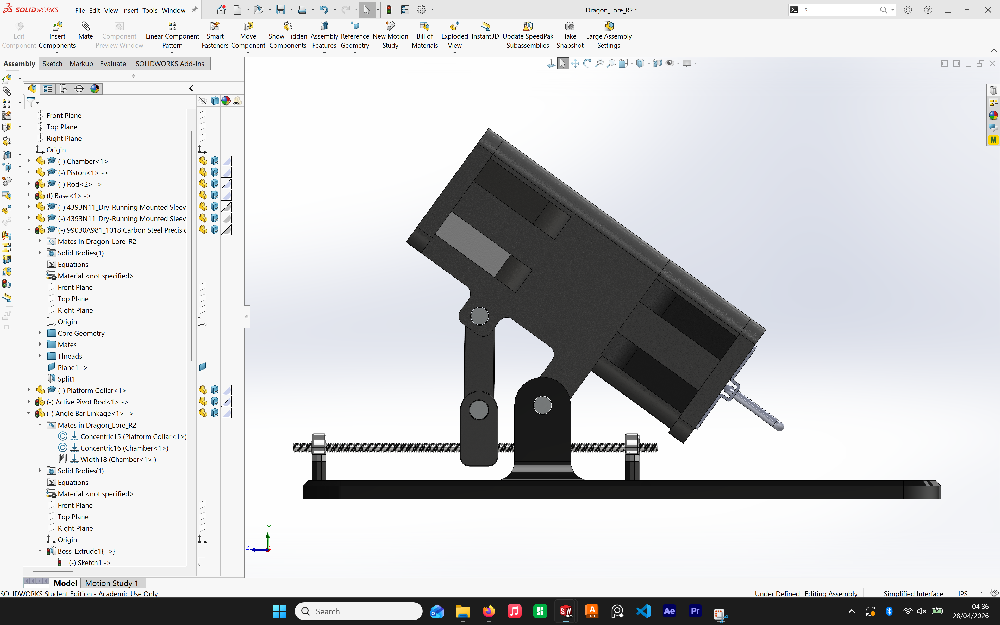 SOLIDWORKS File Edit View Insert Tools Window Dragon_Lore_R2 * s
Edit Component
Insert Components
Mate
Component Preview Window
Linear Component Pattern
Smart Fasteners
Move Component
Show Hidden Components
Assembly Features
Reference Geometry
New Motion Study
Bill of Materials
Exploded View
Instant3D
Update SpeedPak Subassemblies
Take Snapshot
Large Assembly Settings
Assembly Sketch Markup Evaluate SOLIDWORKS Add-Ins
Front Plane
Top Plane
Right Plane
Origin
(-) Chamber<1>
(-) Piston<1> ->
(-) Rod<2> ->
(f) Base<1> ->
(-) 4393N11_Dry-Running Mounted Sleev
(-) 4393N11_Dry-Running Mounted Sleev
(-) 99030A981_1018 Carbon Steel Precisic
Mates in Dragon_Lore_R2
Solid Bodies(1)
Equations
Material <not specified>
Front Plane
Top Plane
Right Plane
Origin
Core Geometry
Mates
Threads
Plane1 ->
Split1
(-) Platform Collar<1>
(-) Active Pivot Rod<1> ->
(-) Angle Bar Linkage<1> ->
Mates in Dragon_Lore_R2
Concentric15 (Platform Collar<1>)
Concentric16 (Chamber<1>)
Width18 (Chamber<1> )
Solid Bodies(1)
Equations
Material <not specified>
Front Plane
Top Plane
Right Plane
Origin
Boss-Extrude1{ ->}
(-) Sketch1 ->
Y
Z
M
Model Motion Study 1
SOLIDWORKS Student Edition - Academic Use Only Under Defined Editing Assembly Simplified Interface IPS
Search
SW 2025
A AST
Ae
Pr
04:36
28/04/2026